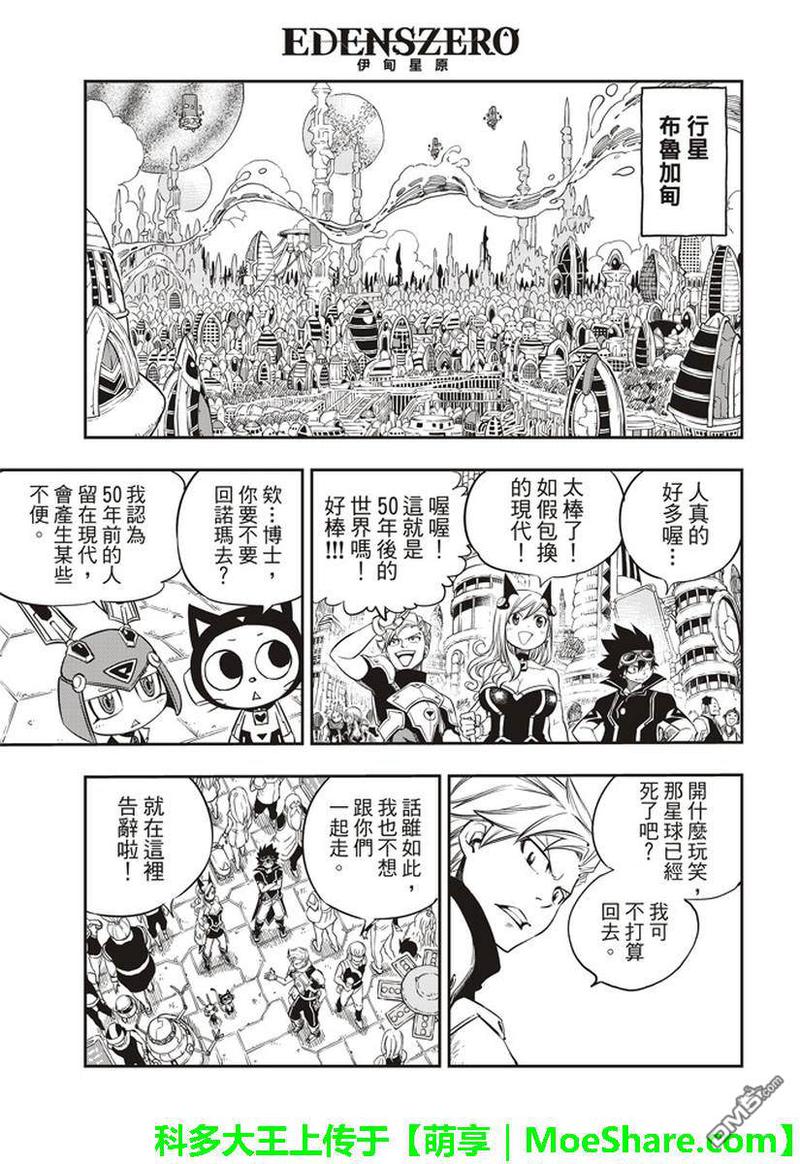 EDENSZERO
伊甸星原
行星
布魯加甸
人真的
好多喔…
太棒了！
如假包換
的現代！
喔喔！
這就是
50年後的
世界嗎！
好棒!!!
欸…博士，
你要不要
回諾瑪去？
我認為
50年前的人
留在現代，
會產生某些
不便。
開什麼玩笑，
那星球已經
死了吧？
我可
不打算
回去。
話雖如此，
我也不想
跟你們
一起走。
就在這裡
告辭啦！
DM5.com
科多大王上传于【萌享｜MoeShare.com】